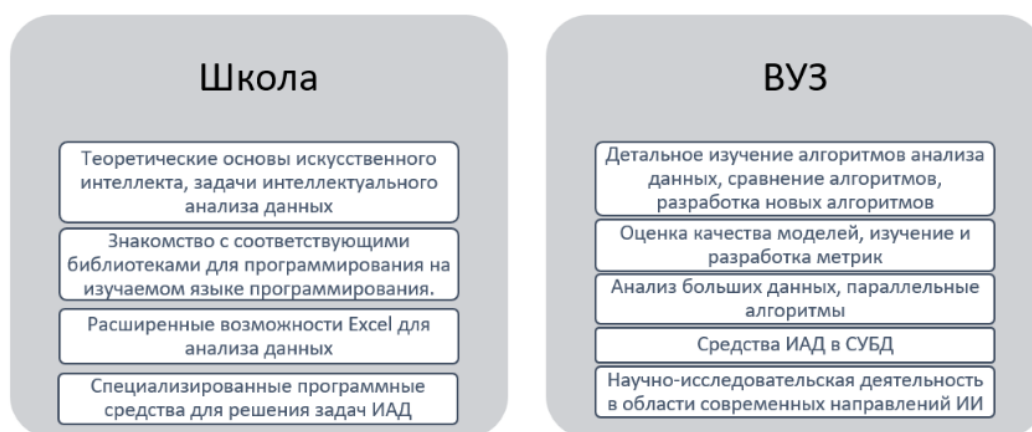 Школа
Теоретические основы искусственного
интеллекта, задачи интеллектуального
анализа данных
Знакомство с соответствующими
библиотеками для программирования на
изучаемом языке программирования.
Расширенные возможности Excel для
анализа данных
Специализированные программные
средства для решения задач ИАД
ВУЗ
Детальное изучение алгоритмов анализа
данных, сравнение алгоритмов,
разработка новых алгоритмов
Оценка качества моделей, изучение и
разработка метрик
Анализ больших данных, параллельные
алгоритмы
Средства ИАД в СУБД
Научно-исследовательская деятельность
в области современных направлений ИИ